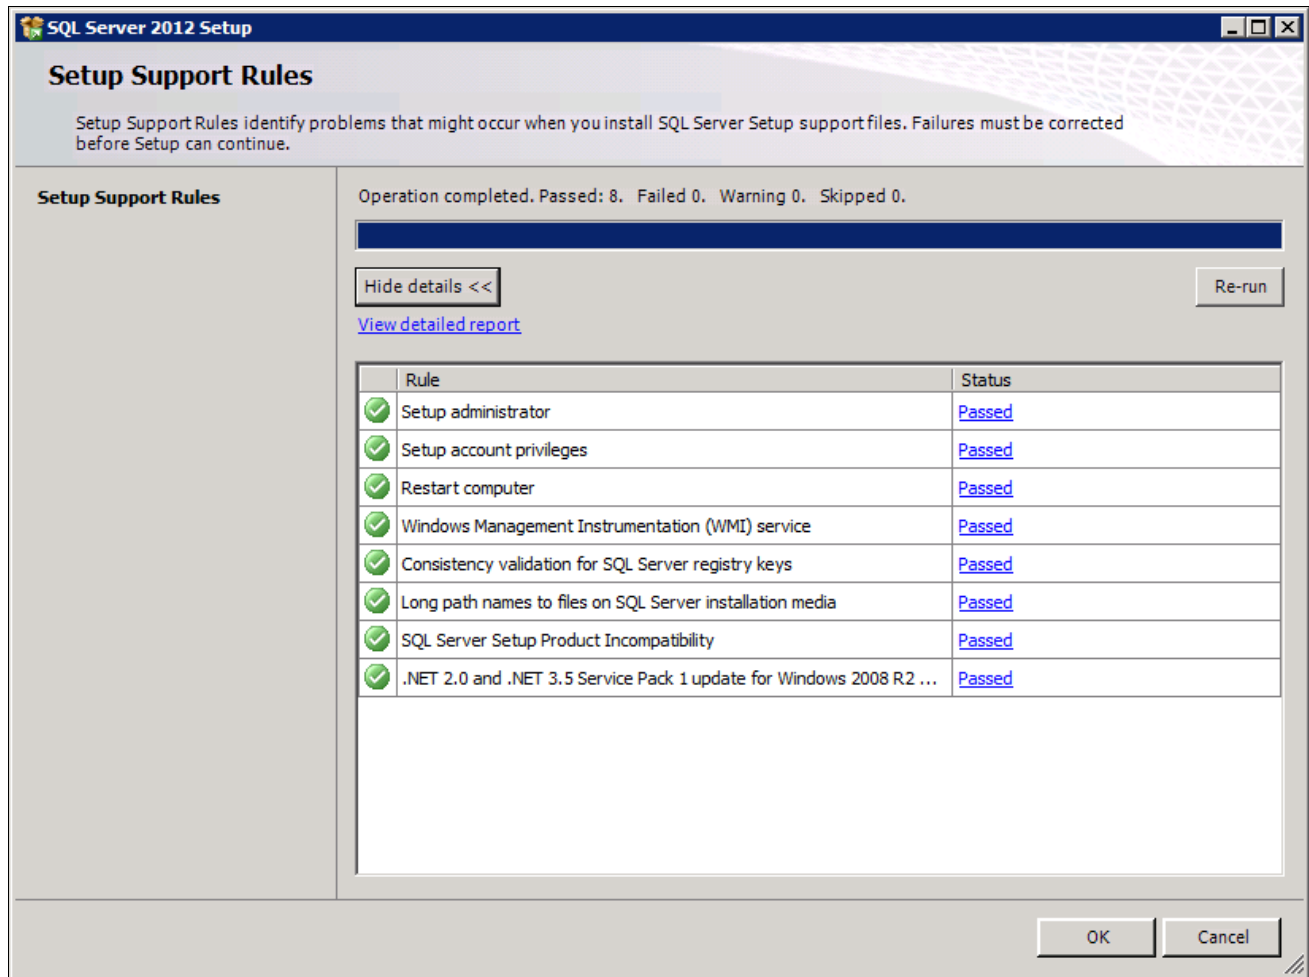 SQL Server 2012 Setup
Setup Support Rules
Setup Support Rules identify problems that might occur when you install SQL Server Setup support files. Failures must be corrected
before Setup can continue.
Setup Support Rules
Operation completed. Passed: 8. Failed 0. Warning 0. Skipped 0.
Hide details <<
Re-run
View detailed report
Rule Status
Setup administrator Passed
Setup account privileges Passed
Restart computer Passed
Windows Management Instrumentation (WMI) service Passed
Consistency validation for SQL Server registry keys Passed
Long path names to files on SQL Server installation media Passed
SQL Server Setup Product Incompatibility Passed
.NET 2.0 and .NET 3.5 Service Pack 1 update for Windows 2008 R2 ... Passed
OK Cancel